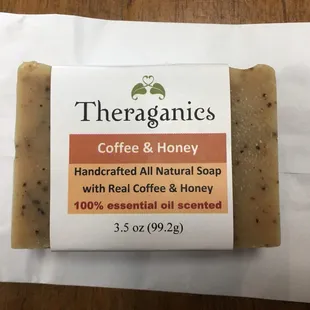 Theraganics
Coffee & Honey
Handcrafted All Natural Soap
with Real Coffee & Honey
100% essential oil scented
3.5 oz (99.2g)